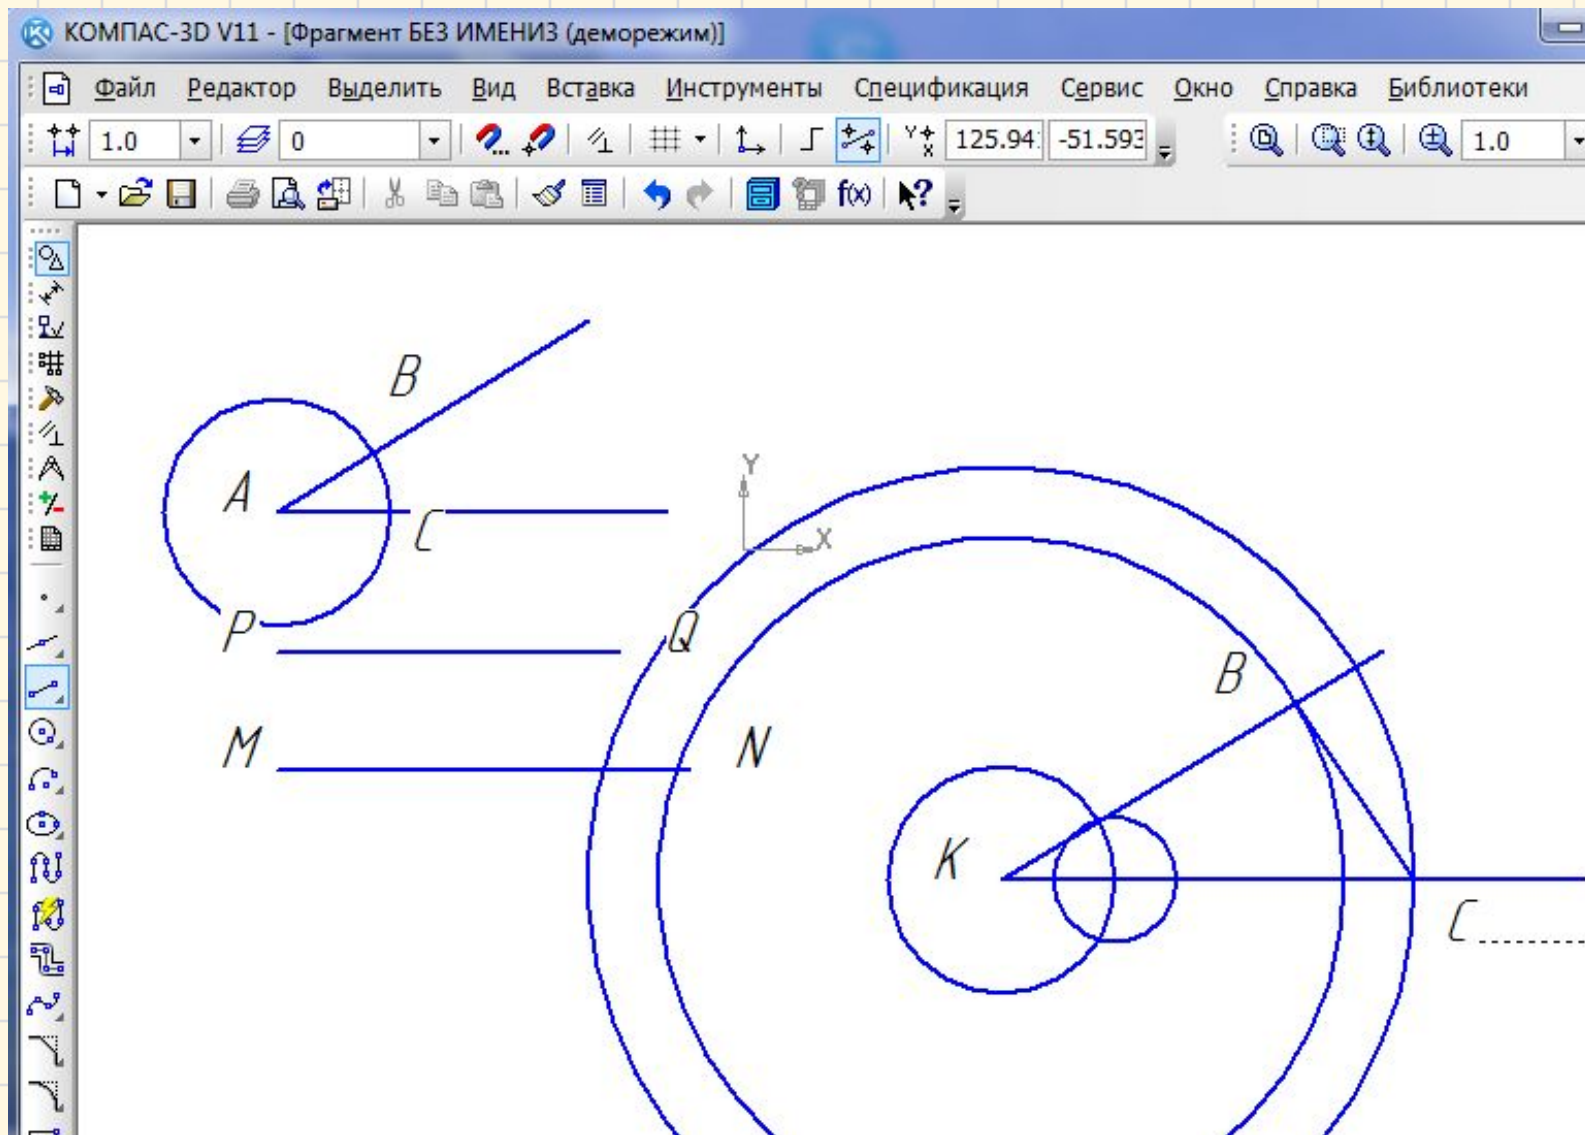 КОМПАС-3D V11 - [Фрагмент БЕЗ ИМЕНИ3 (деморежим)]
Файл Редактор Выделить Вид Вставка Инструменты Спецификация Сервис Окно Справка Библиотеки
1.0 0 Y X 125.94 -51.593 1.0
f(x) ?
B
A
C
Y
X
P Q
B
M N
K
C